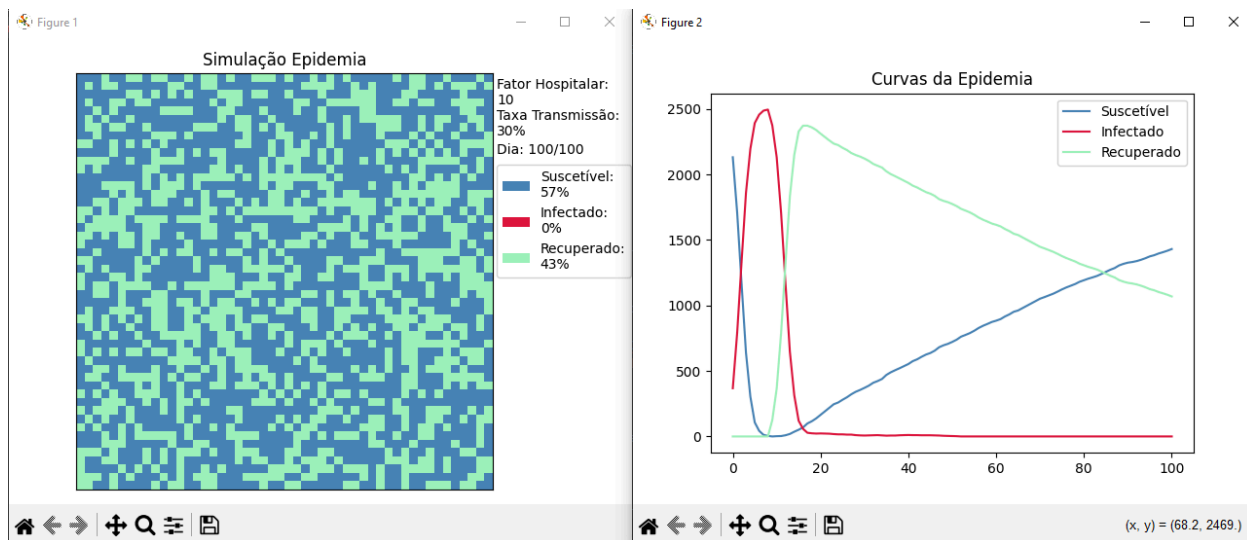 Figure 1
Simulação Epidemia
Fator Hospitalar:
10
Taxa Transmissão:
30%
Dia: 100/100
Suscetível:
57%
Infectado:
0%
Recuperado:
43%
Figure 2
Curvas da Epidemia
2500
2000
1500
1000
500
0
Suscetível
Infectado
Recuperado
0 20 40 60 80 100
(x, y) = (68.2, 2469.)